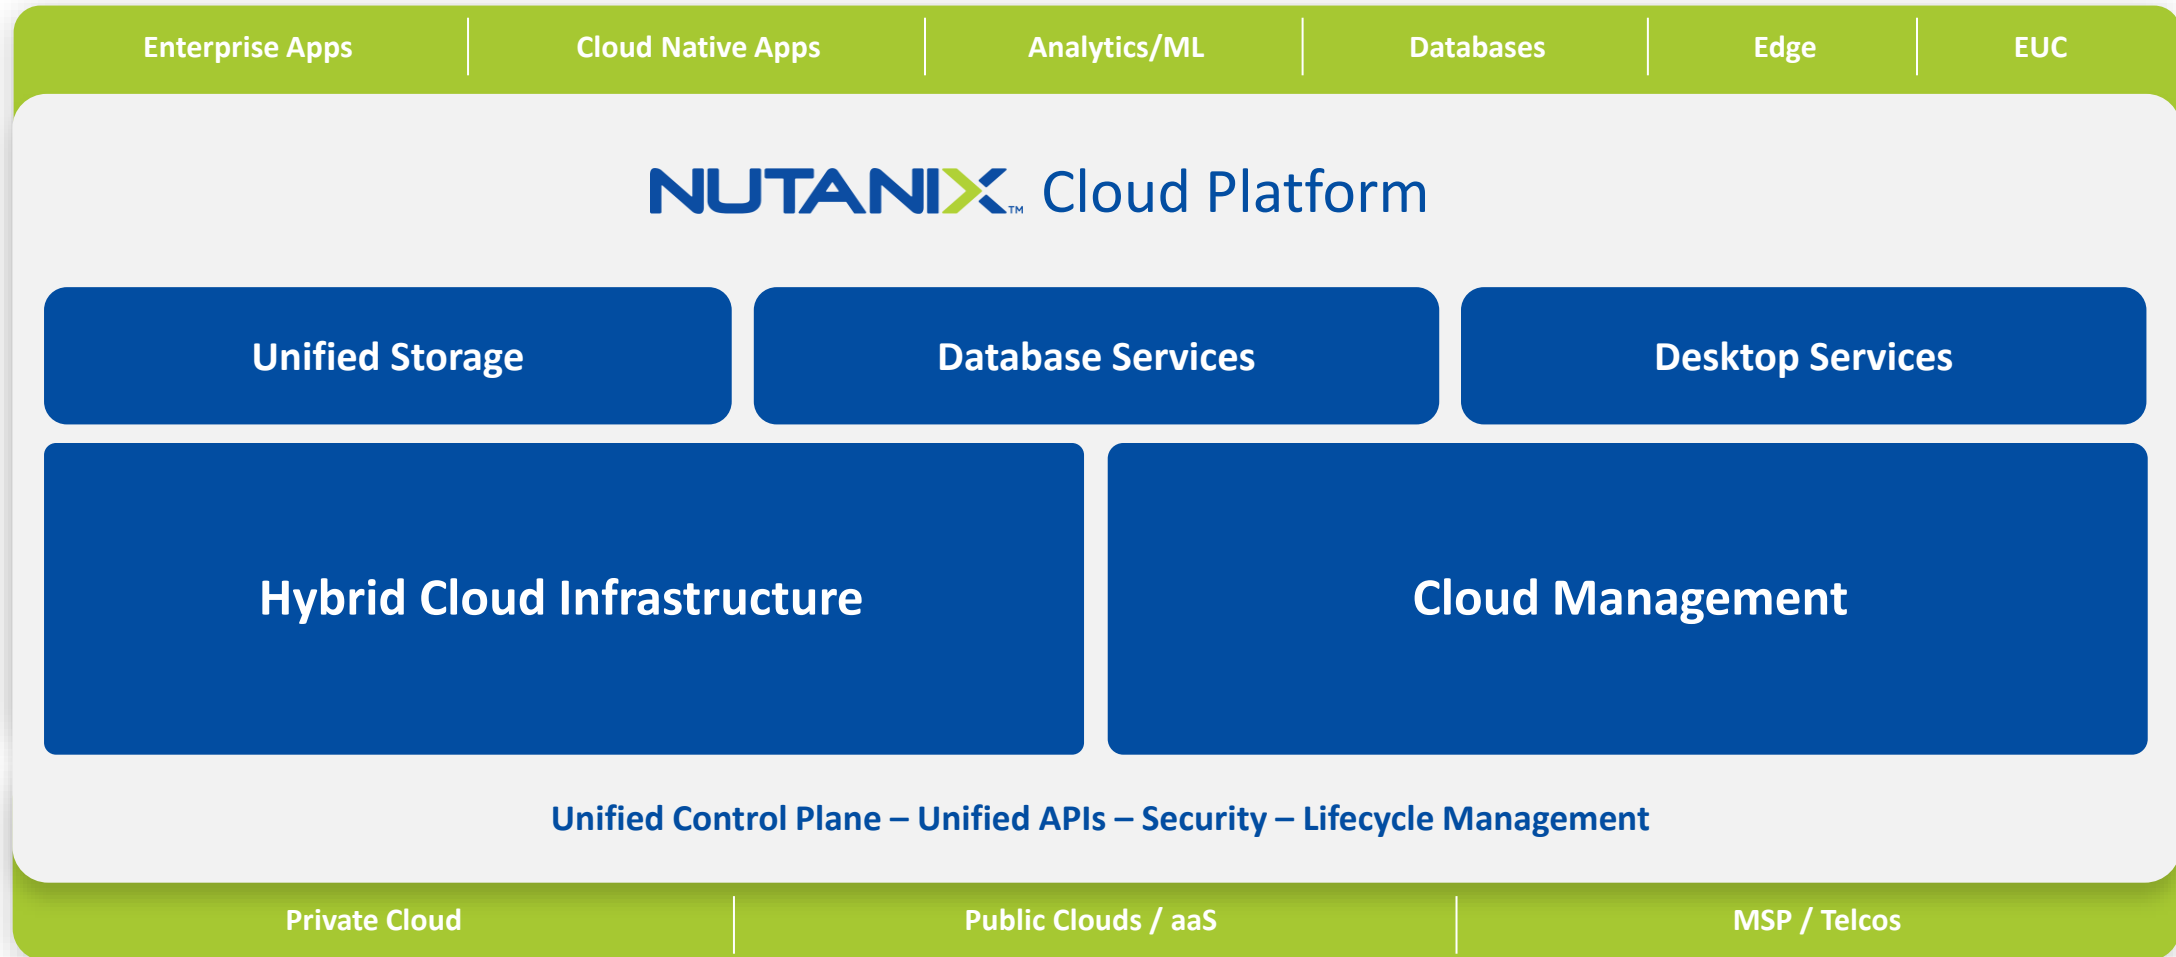 Enterprise Apps
Cloud Native Apps
Analytics/ML
Databases
Edge
EUC
NUTANIX™ Cloud Platform
Unified Storage
Database Services
Desktop Services
Hybrid Cloud Infrastructure
Cloud Management
Unified Control Plane – Unified APIs – Security – Lifecycle Management
Private Cloud
Public Clouds / aaS
MSP / Telcos